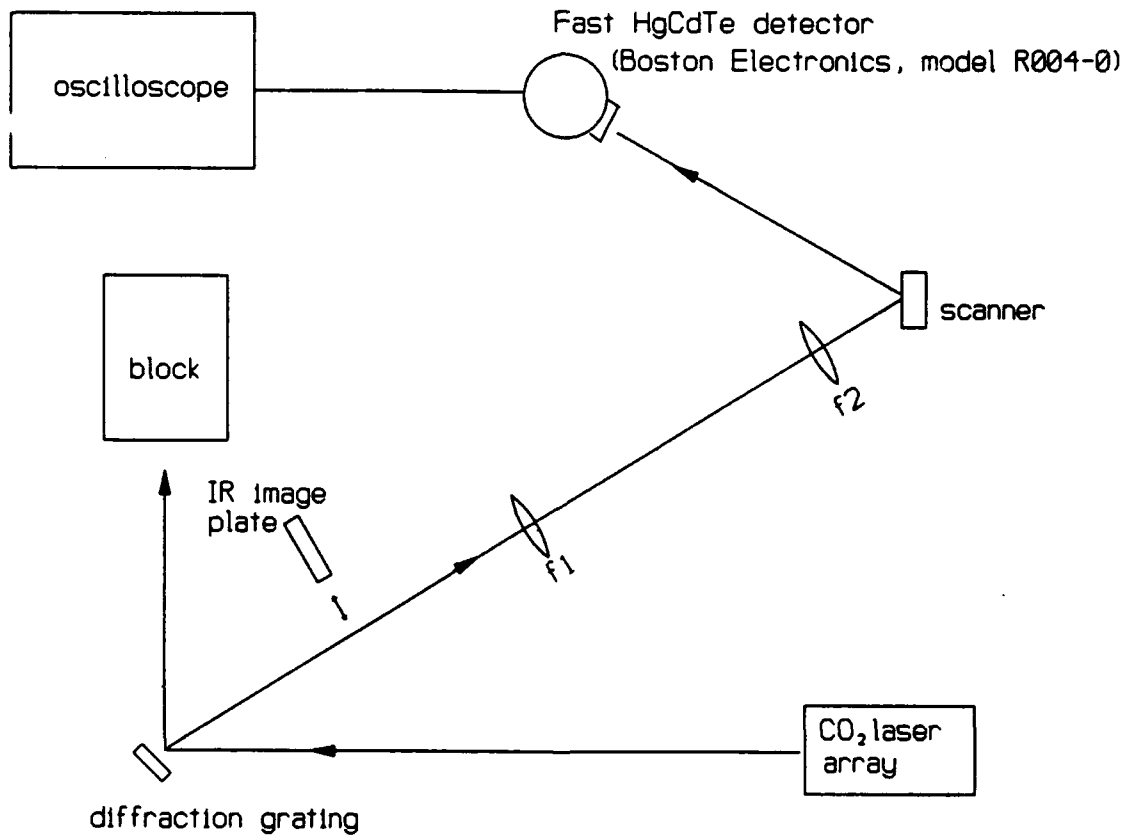 Fast HgCdTe detector
(Boston Electronics, model R004-0)
oscilloscope
scanner
block
f2
IR image
plate
f1
CO₂ laser
array
diffraction grating